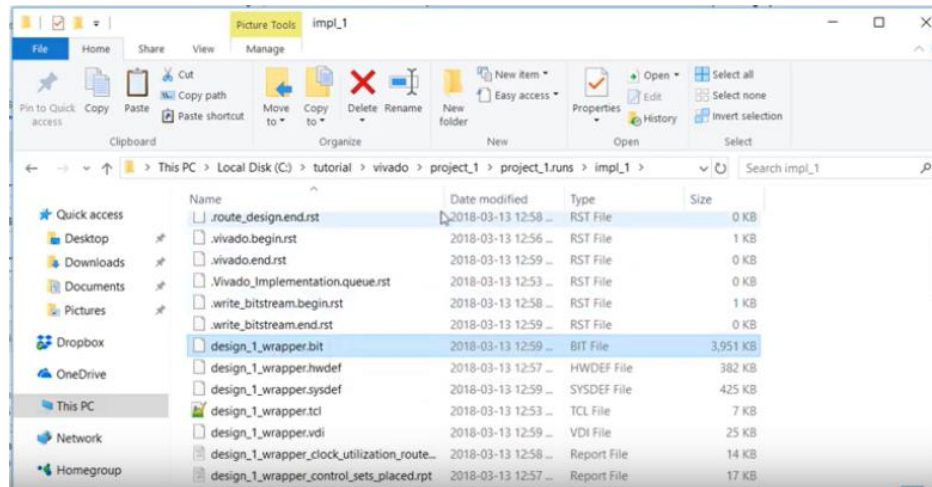 Picture Tools impl_1
File Home Share View Manage
Pin to Quick access
Copy
Paste
Cut
Copy path
Paste shortcut
Move to
Copy to
Delete
Rename
New folder
New item
Easy access
Properties
Open
Edit
History
Select all
Select none
Invert selection
Clipboard Organize New Open Select
This PC > Local Disk (C:) > tutorial > vivado > project_1 > project_1.runs > impl_1 > Search impl_1
Name Date modified Type Size
Quick access
Desktop
Downloads
Documents
Pictures
Dropbox
OneDrive
This PC
Network
Homegroup
.route_design.end.rst 2018-03-13 12:58 ... RST File 0 KB
.vivado.begin.rst 2018-03-13 12:56 ... RST File 1 KB
.vivado.end.rst 2018-03-13 12:59 ... RST File 0 KB
.Vivado_Implementation.queue.rst 2018-03-13 12:53 ... RST File 0 KB
.write_bitstream.begin.rst 2018-03-13 12:58 ... RST File 1 KB
.write_bitstream.end.rst 2018-03-13 12:59 ... RST File 0 KB
design_1_wrapper.bit 2018-03-13 12:59 ... BIT File 3,951 KB
design_1_wrapper.hwdef 2018-03-13 12:57 ... HWDEF File 382 KB
design_1_wrapper.sysdef 2018-03-13 12:59 ... SYSDEF File 425 KB
design_1_wrapper.tcl 2018-03-13 12:53 ... TCL File 7 KB
design_1_wrapper.vdi 2018-03-13 12:59 ... VDI File 25 KB
design_1_wrapper_clock_utilization_route... 2018-03-13 12:58 ... Report File 14 KB
design_1_wrapper_control_sets_placed.rpt 2018-03-13 12:57 ... Report File 17 KB